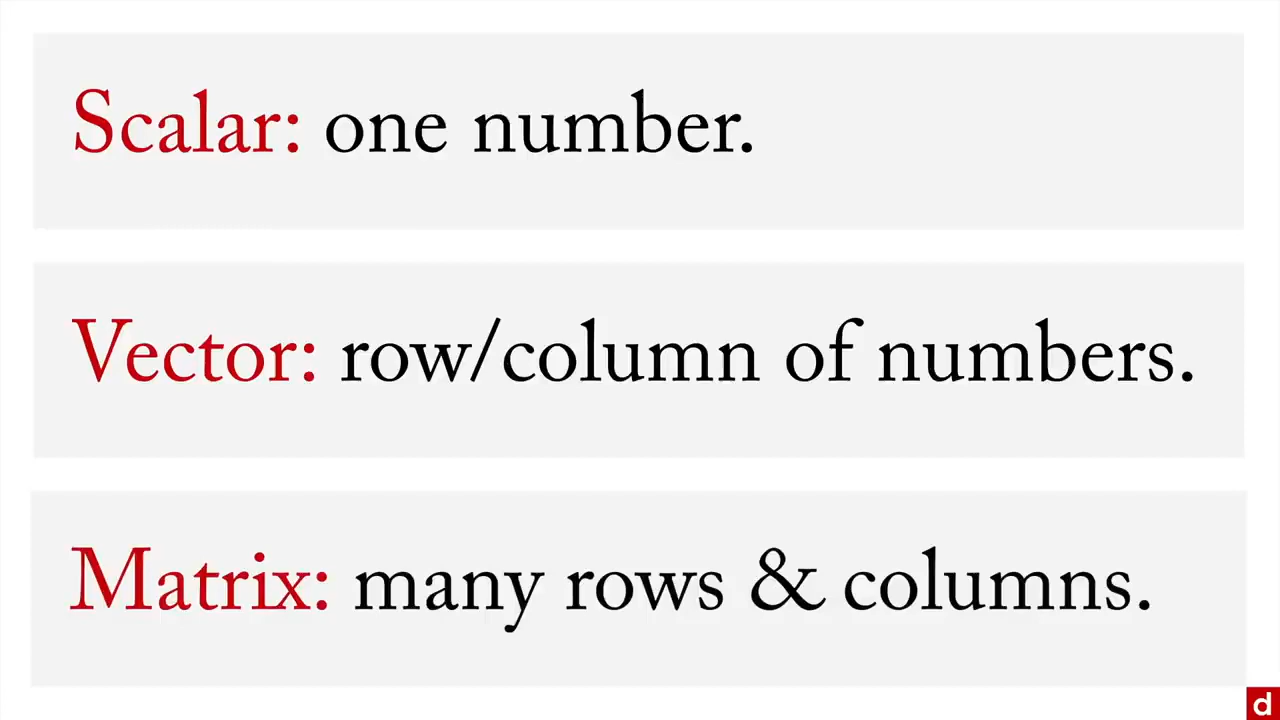 Scalar: one number.
Vector: row/column of numbers.
Matrix: many rows & columns.
d